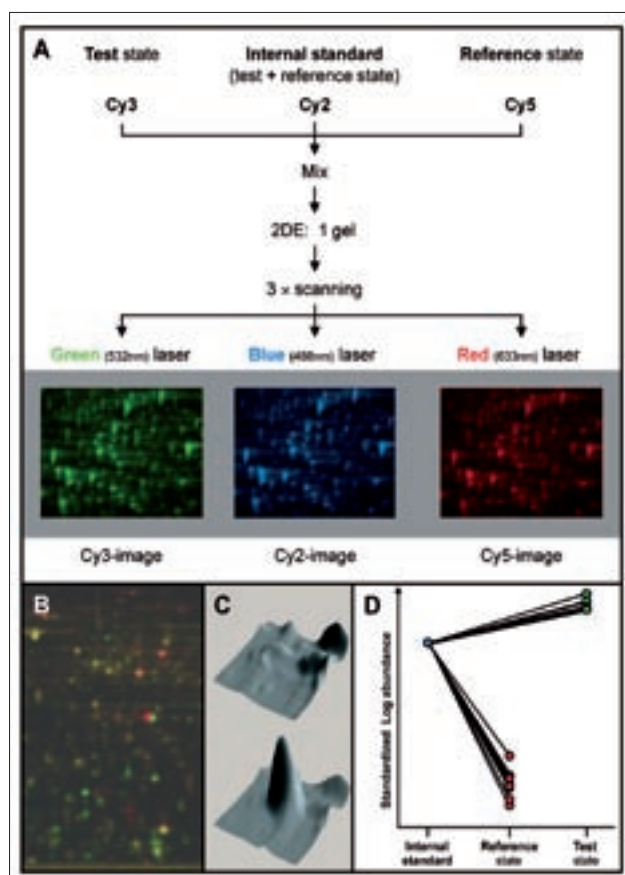 A
Test state
Internal standard
(test + reference state)
Reference state
Cy3
Cy2
Cy5
Mix
2DE: 1 gel
3 × scanning
Green (532nm) laser
Blue (488nm) laser
Red (633nm) laser
Cy3-image
Cy2-image
Cy5-image
B
C
D
Standardized Log abundance
Internal
standard
Reference
state
Test
state